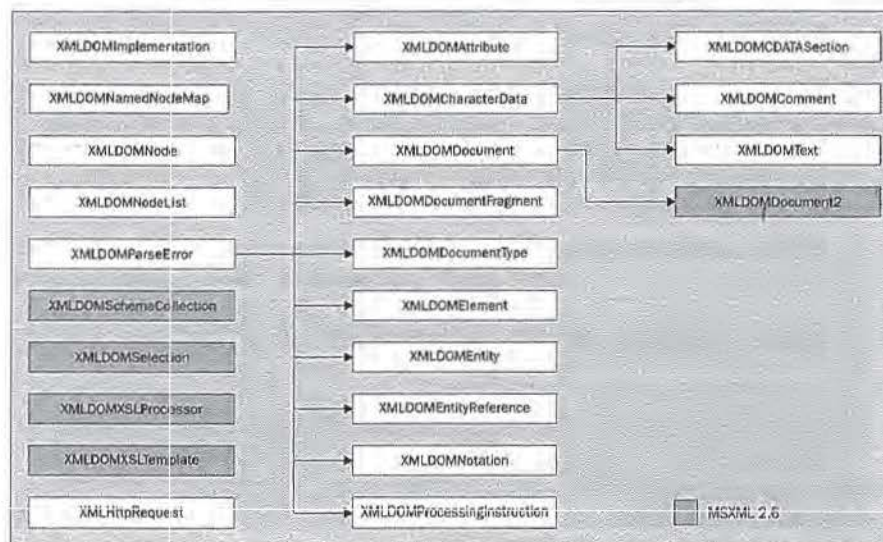 XMLDOMImplementation
XMLDOMNamedNodeMap
XMLDOMNode
XMLDOMNodeList
XMLDOMParseError
XMLDOMSchemaCollection
XMLDOMSelection
XMLDOMXSLProcessor
XMLDOMXSLTemplate
XMLHttpRequest
XMLDOMAttribute
XMLDOMCharacterData
XMLDOMDocument
XMLDOMDocumentFragment
XMLDOMDocumentType
XMLDOMElement
XMLDOMEntity
XMLDOMEntityReference
XMLDOMNotation
XMLDOMProcessingInstruction
XMLDOMCDATASection
XMLDOMComment
XMLDOMText
XMLDOMDocument2
MSXML 2.6